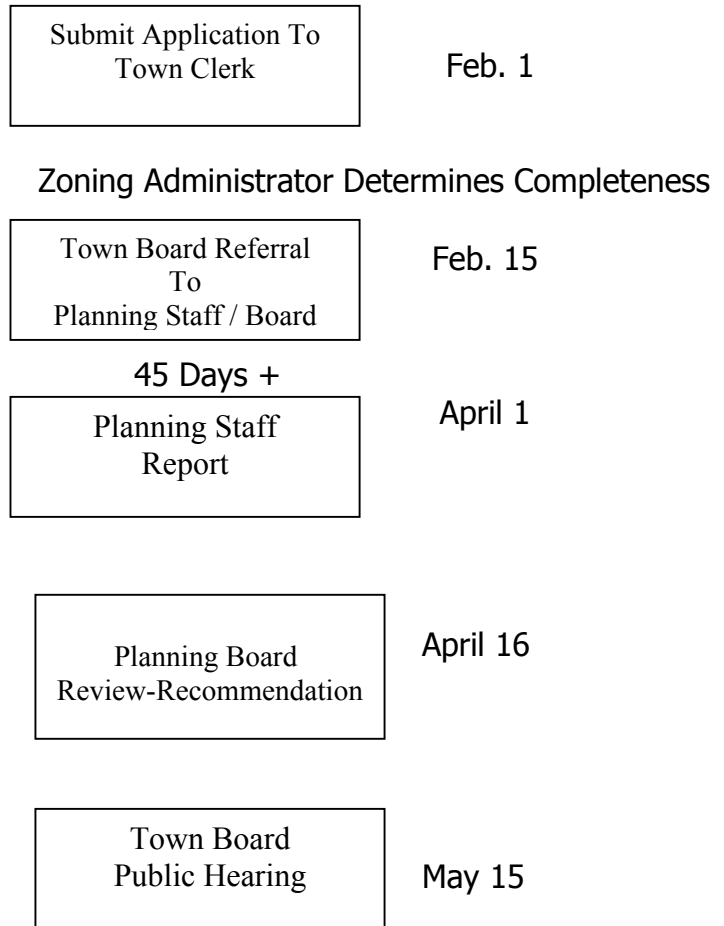 Submit Application To
Town Clerk
Feb. 1
Zoning Administrator Determines Completeness
Town Board Referral
To
Planning Staff / Board
Feb. 15
45 Days +
Planning Staff
Report
April 1
Planning Board
Review-Recommendation
April 16
Town Board
Public Hearing
May 15